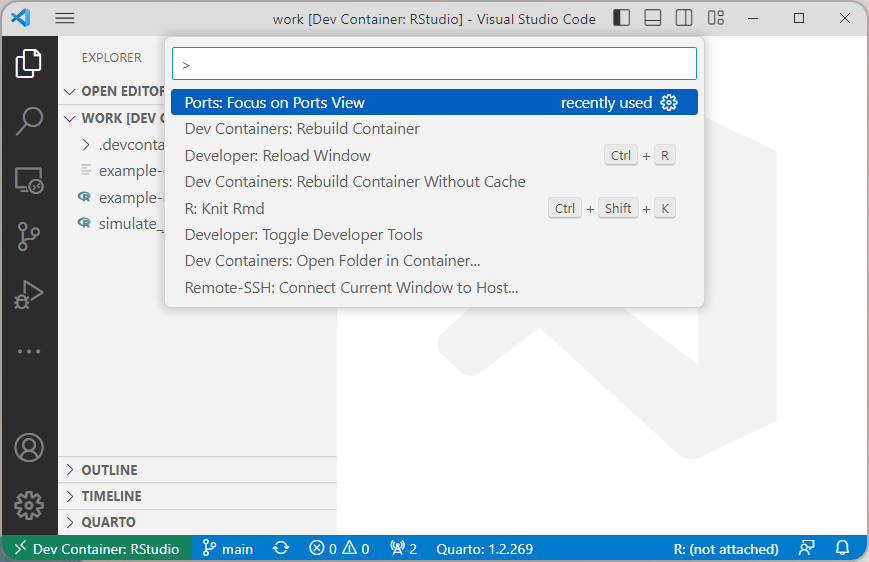 work [Dev Container: RStudio] - Visual Studio Code
EXPLORER
OPEN EDITOR
WORK [DEV C
.devconta
example-
example-
simulate_
>
Ports: Focus on Ports View recently used
Dev Containers: Rebuild Container
Developer: Reload Window Ctrl + R
Dev Containers: Rebuild Container Without Cache
R: Knit Rmd Ctrl + Shift + K
Developer: Toggle Developer Tools
Dev Containers: Open Folder in Container...
Remote-SSH: Connect Current Window to Host...
OUTLINE
TIMELINE
QUARTO
Dev Container: RStudio main 0 0 2 Quarto: 1.2.269 R: (not attached)